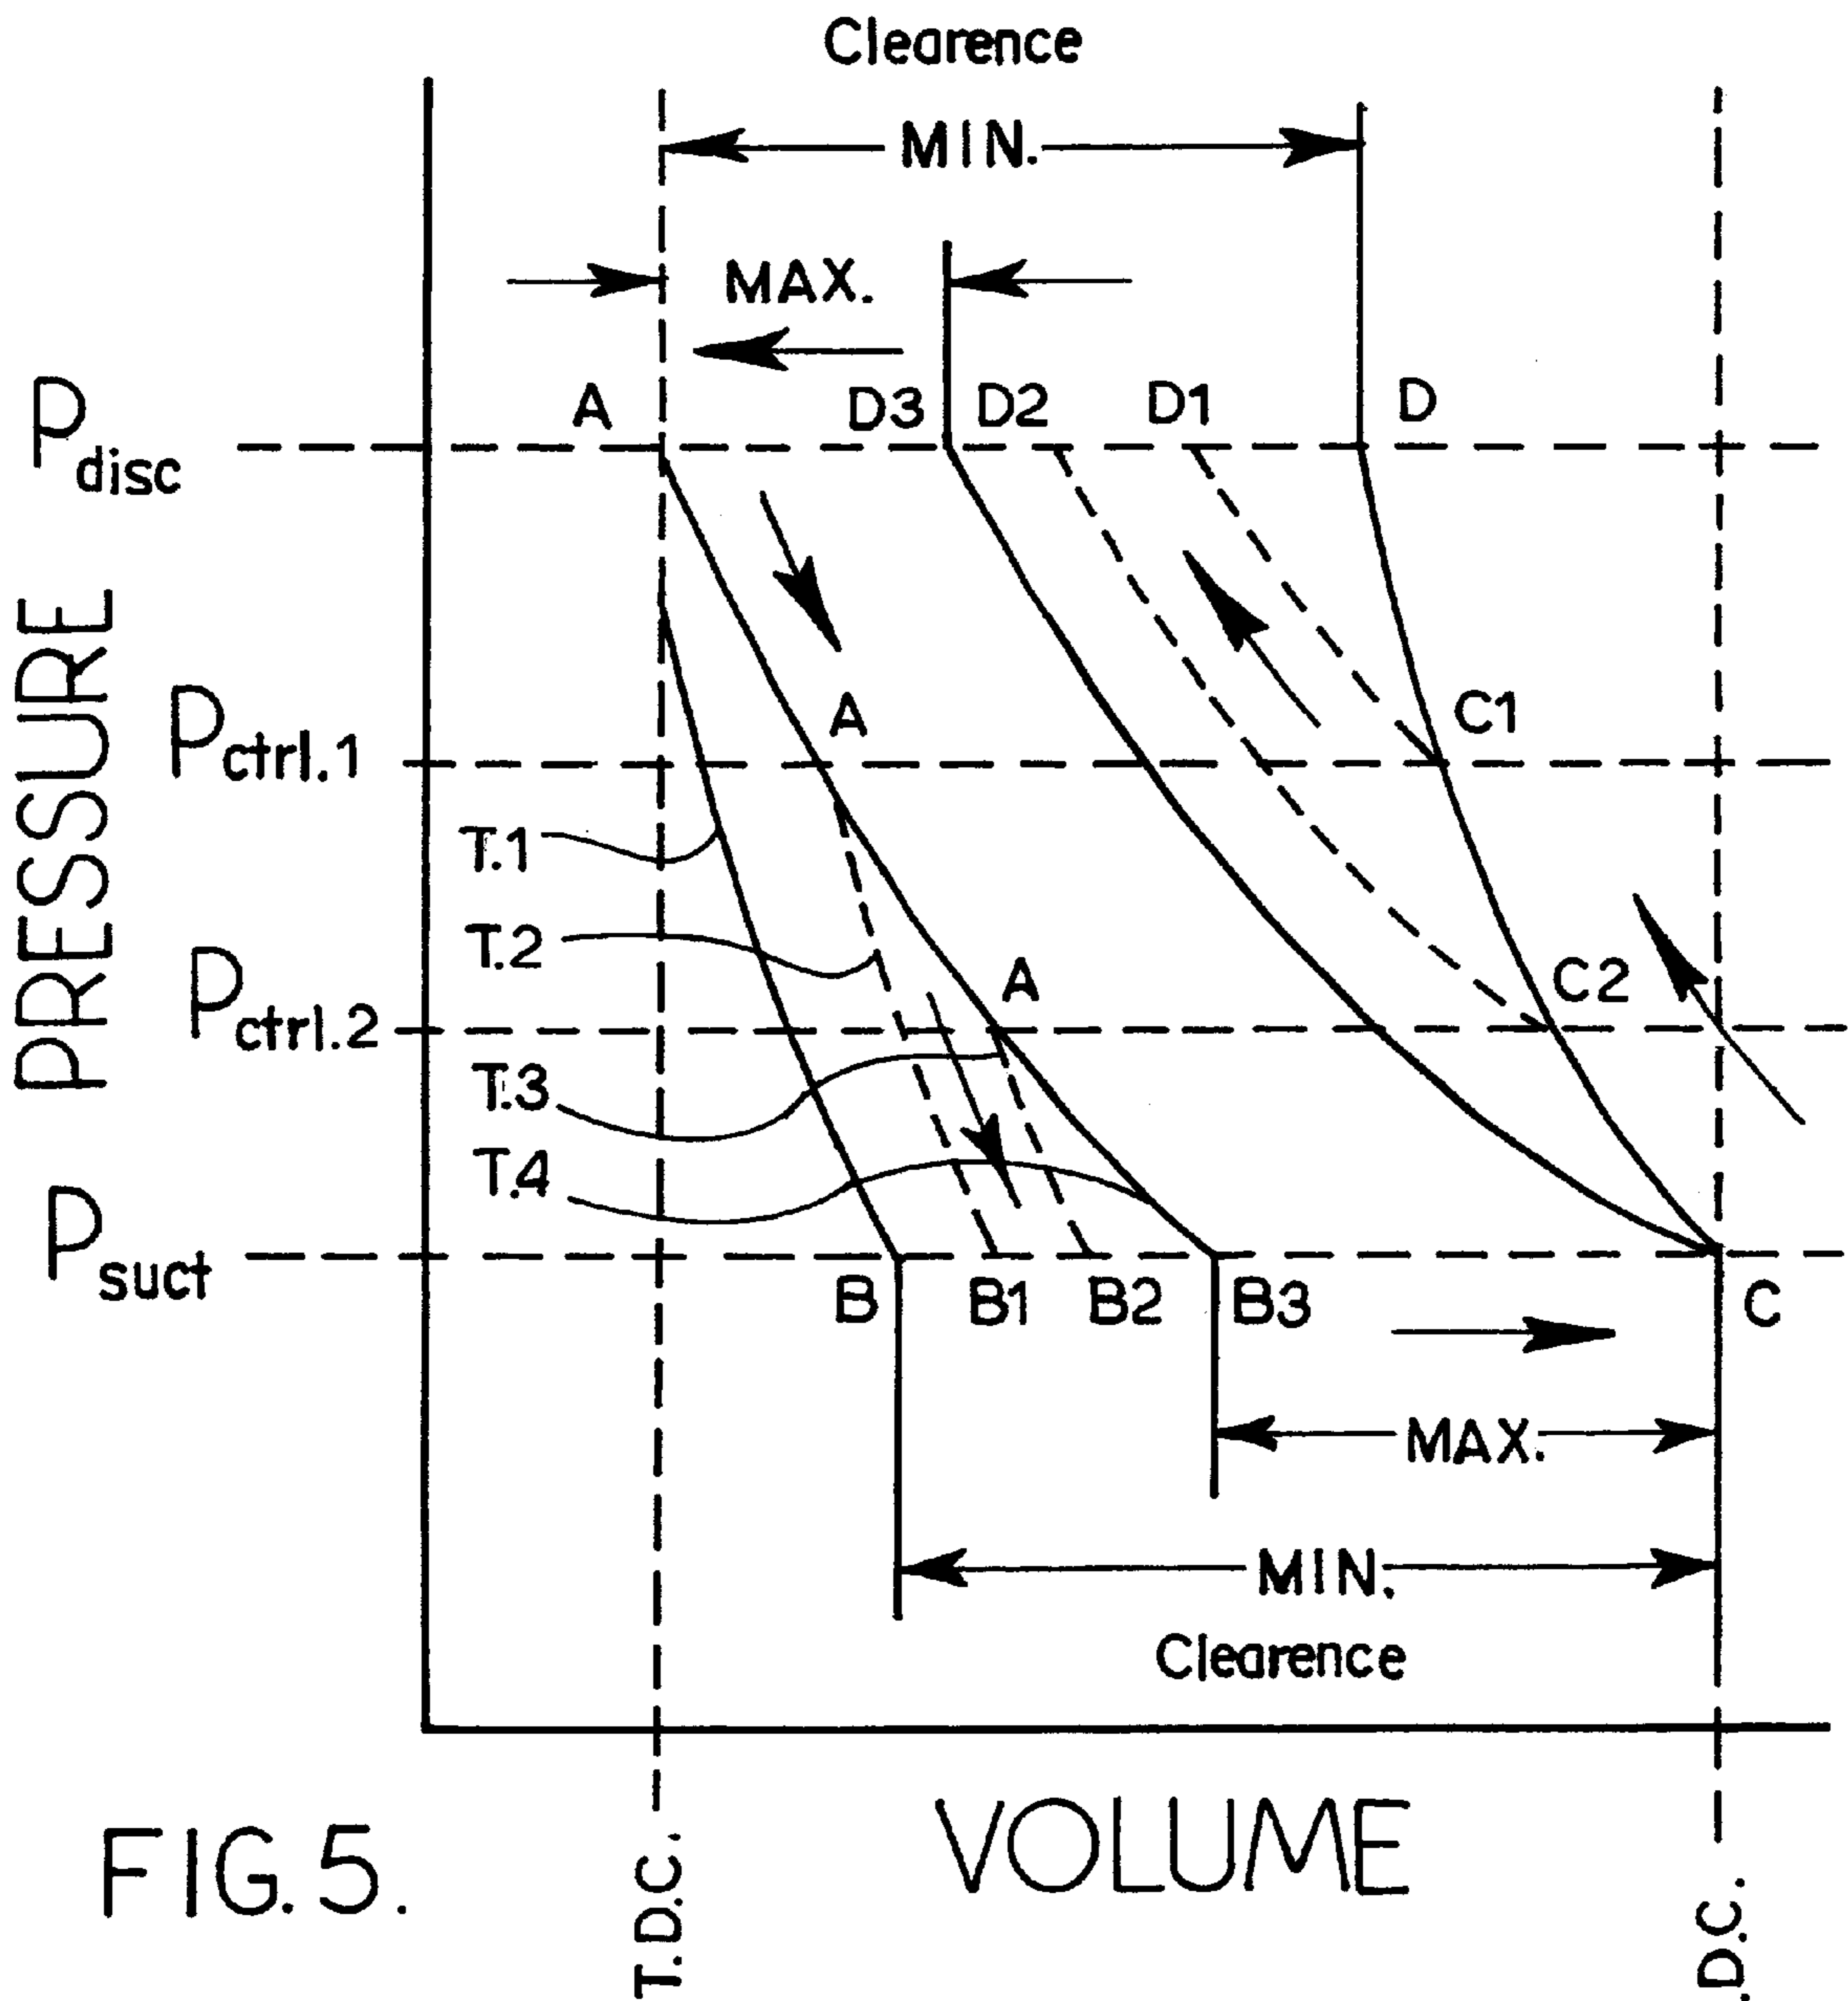 Clearence
MIN.
MAX.
A D3 D2 D1 D
Pdisc
PRESSURE
A C1
Pctrl.1
T.1
T.2
A C2
Pctrl.2
T.3
T.4
Psuct
B B1 B2 B3 C
MAX.
MIN.
Clearence
VOLUME
FIG. 5.
T.D.C.
.D.C.